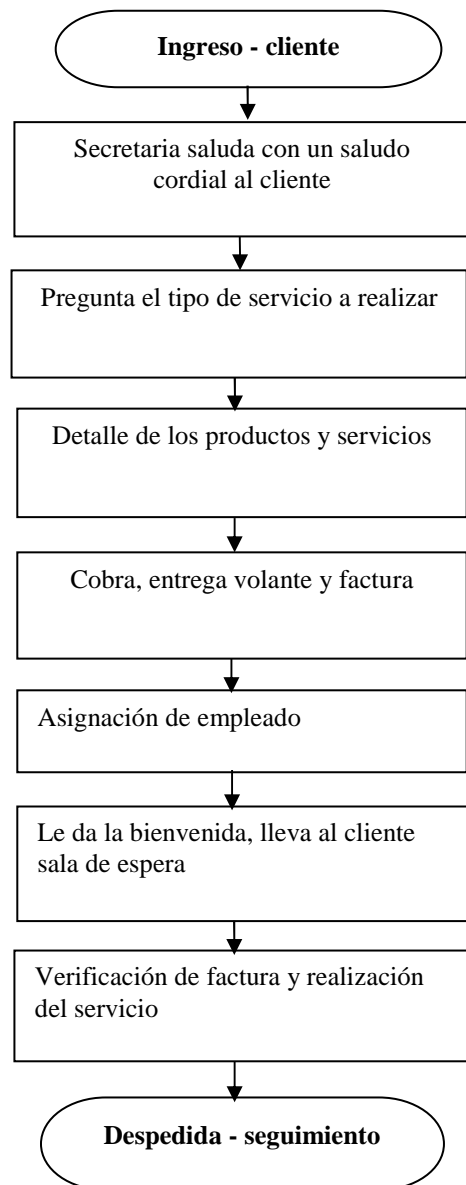 Ingreso - cliente
Secretaria saluda con un saludo
cordial al cliente
Pregunta el tipo de servicio a realizar
Detalle de los productos y servicios
Cobra, entrega volante y factura
Asignación de empleado
Le da la bienvenida, lleva al cliente
sala de espera
Verificación de factura y realización
del servicio
Despedida - seguimiento